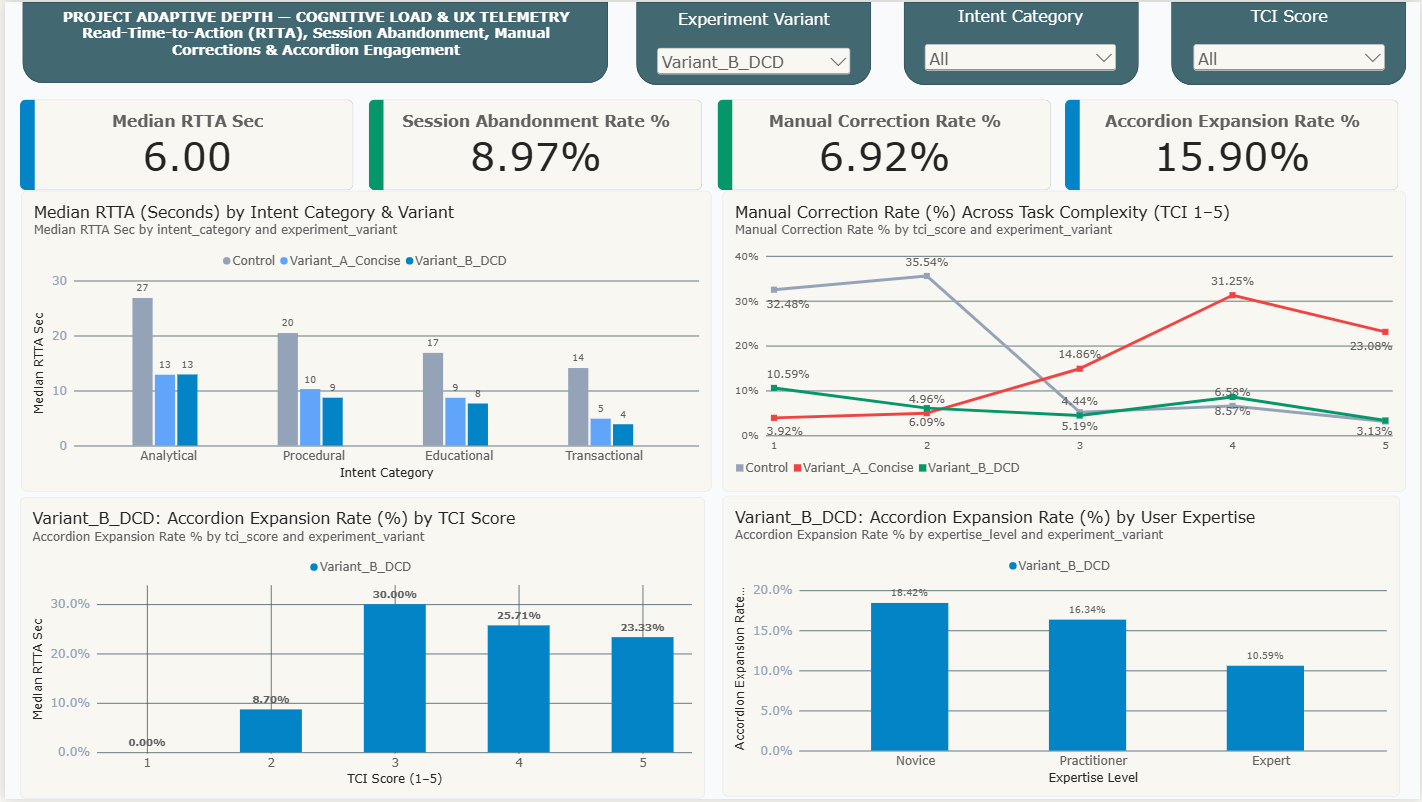 PROJECT ADAPTIVE DEPTH — COGNITIVE LOAD & UX TELEMETRY
Read-Time-to-Action (RTTA), Session Abandonment, Manual
Corrections & Accordion Engagement
Experiment Variant
Variant_B_DCD
Intent Category
All
TCI Score
All
Median RTTA Sec
6.00
Session Abandonment Rate %
8.97%
Manual Correction Rate %
6.92%
Accordion Expansion Rate %
15.90%
Median RTTA (Seconds) by Intent Category & Variant
Median RTTA Sec by intent_category and experiment_variant
Control Variant_A_Concise Variant_B_DCD
Median RTTA Sec
30
20
10
0
27
13
13
20
10
9
17
9
8
14
5
4
Analytical Procedural Educational Transactional
Intent Category
Manual Correction Rate (%) Across Task Complexity (TCI 1–5)
Manual Correction Rate % by tci_score and experiment_variant
40%
30%
20%
10%
0%
32.48%
35.54%
31.25%
14.86%
23.08%
10.59%
3.92%
4.96%
6.09%
4.44%
5.19%
6.58%
8.57%
3.13%
1 2 3 4 5
Control Variant_A_Concise Variant_B_DCD
Variant_B_DCD: Accordion Expansion Rate (%) by TCI Score
Accordion Expansion Rate % by tci_score and experiment_variant
Variant_B_DCD
Median RTTA Sec
30.0%
20.0%
10.0%
0.0%
0.00%
8.70%
30.00%
25.71%
23.33%
1 2 3 4 5
TCI Score (1–5)
Variant_B_DCD: Accordion Expansion Rate (%) by User Expertise
Accordion Expansion Rate % by expertise_level and experiment_variant
Variant_B_DCD
Accordion Expansion Rate...
20.0%
15.0%
10.0%
5.0%
0.0%
18.42%
16.34%
10.59%
Novice Practitioner Expert
Expertise Level